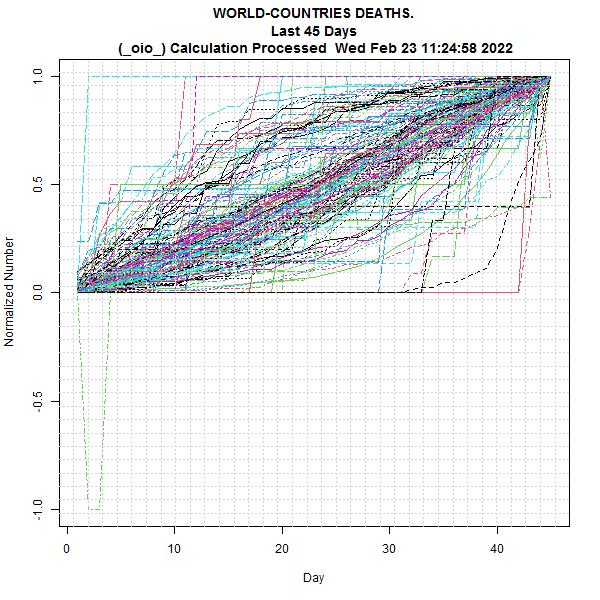 WORLD-COUNTRIES DEATHS.
Last 45 Days
(_oio_) Calculation Processed  Wed Feb 23 11:24:58 2022
1.0
0.5
0.0
-0.5
-1.0
Normalized Number
0 10 20 30 40
Day